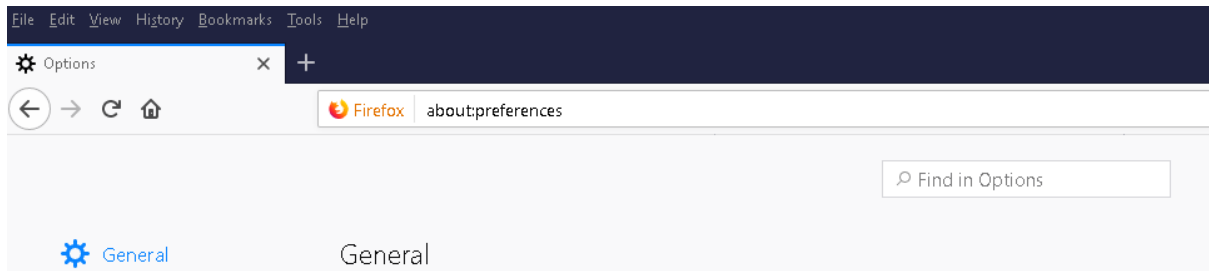 File Edit View History Bookmarks Tools Help
Options
Firefox about:preferences
Find in Options
General General